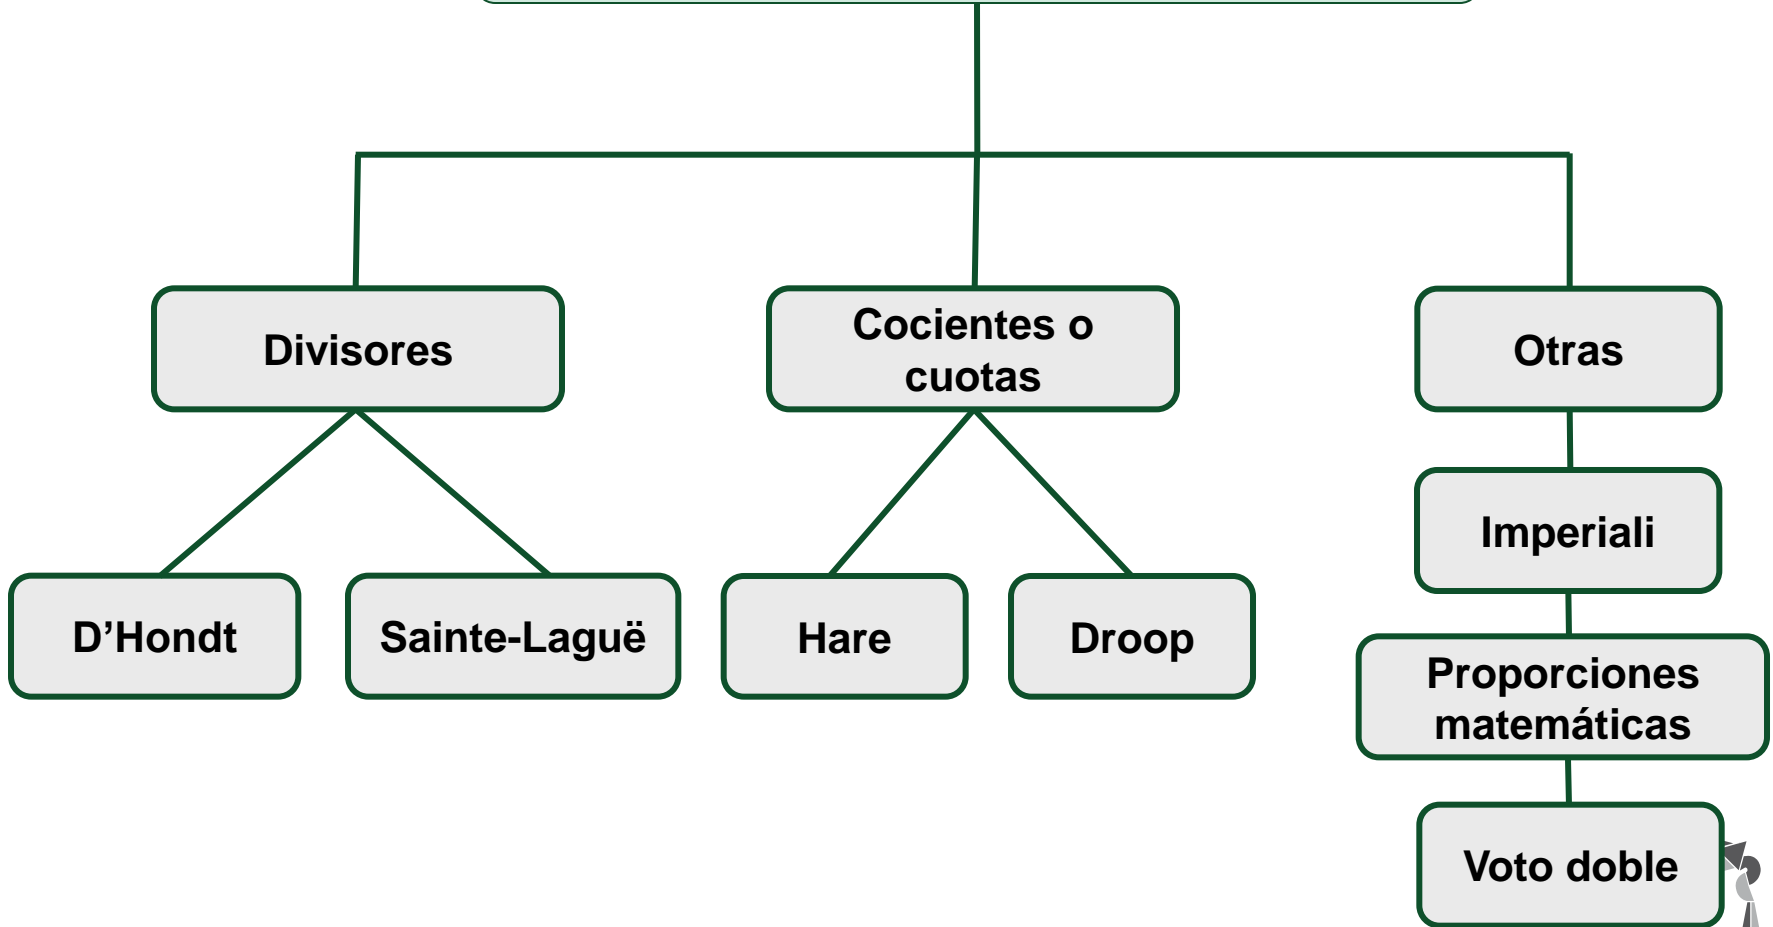 Divisores
Cocientes o
cuotas
Otras
Imperiali
D’Hondt
Sainte-Laguë
Hare
Droop
Proporciones
matemáticas
Voto doble